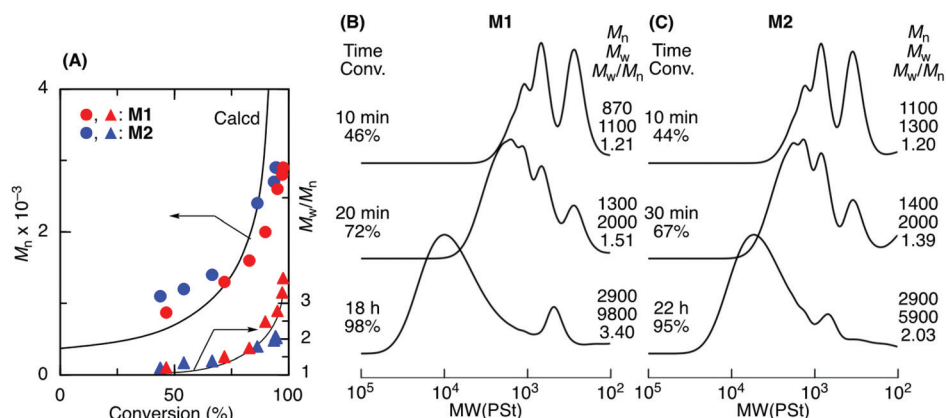 (A)
4
2
0
Mn x 10⁻³
●, ▲: M1
●, ▲: M2
Calcd
3
2
1
Mw/Mn
0
50
100
Conversion (%)
(B)
M1
Time
Conv.
Mn
Mw
Mw/Mn
10 min
46%
870
1100
1.21
20 min
72%
1300
2000
1.51
18 h
98%
2900
9800
3.40
10⁵
10⁴
10³
10²
MW(PSt)
(C)
M2
Time
Conv.
Mn
Mw
Mw/Mn
10 min
44%
1100
1300
1.20
30 min
67%
1400
2000
1.39
22 h
95%
2900
5900
2.03
10⁵
10⁴
10³
10²
MW(PSt)